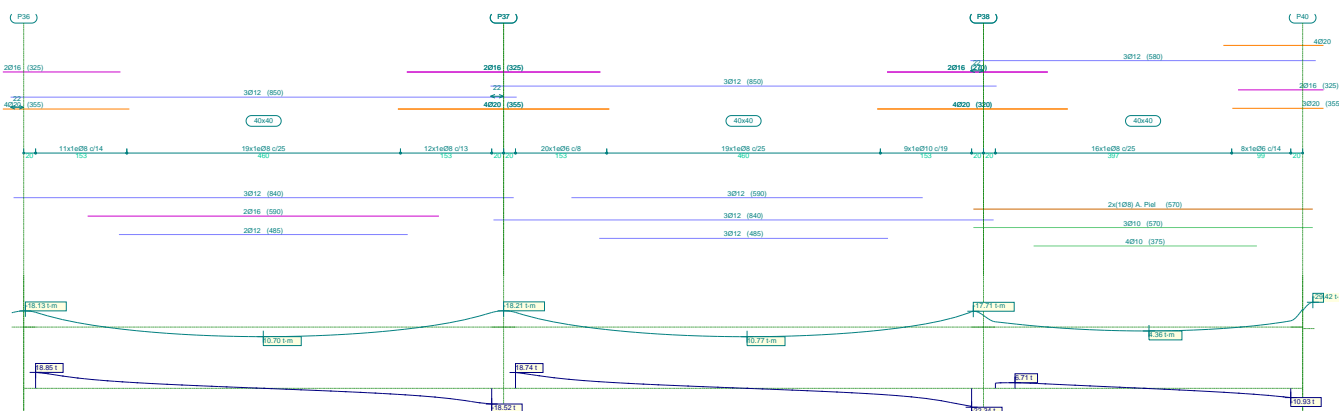 P36 P37 P38 P40
4Ø20
3Ø12 (580)
2Ø16 (325) 2Ø16 (325) 2Ø16 (270)
22
3Ø12 (850) 22 3Ø12 (850) 2Ø16 (325)
22
4Ø20 (355) 4Ø20 (355) 4Ø20 (320) 3Ø20 (355
40x40 40x40 40x40
11x1eØ8 c/14 19x1eØ8 c/25 12x1eØ8 c/13 20x1eØ6 c/8 19x1eØ8 c/25 9x1eØ10 c/19 16x1eØ8 c/25 8x1eØ6 c/14
20 153 460 153 20 20 153 460 153 20 20 397 99 20
3Ø12 (840) 3Ø12 (590)
2x(1Ø8) A. Piel (570)
2Ø16 (590) 3Ø12 (840)
3Ø10 (570)
2Ø12 (485) 3Ø12 (485)
4Ø10 (375)
-18.13 t·m -18.21 t·m -17.71 t·m -29.42 t·
10.70 t·m 10.77 t·m 4.36 t·m
18.85 t 18.74 t 6.71 t
-18.52 t -10.93 t